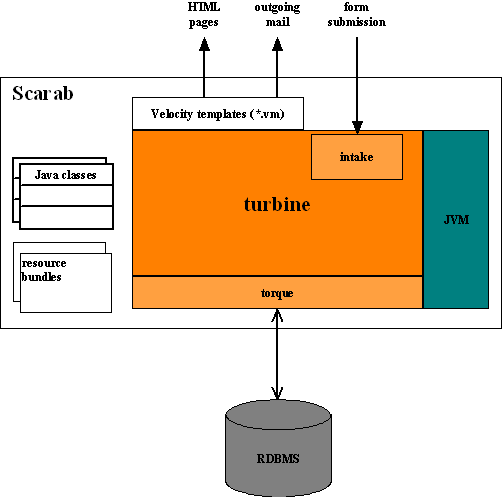 HTML
pages
outgoing
mail
form
submission
Scarab
Velocity templates (*.vm)
intake
Java classes
turbine
JVM
resource
bundles
torque
RDBMS